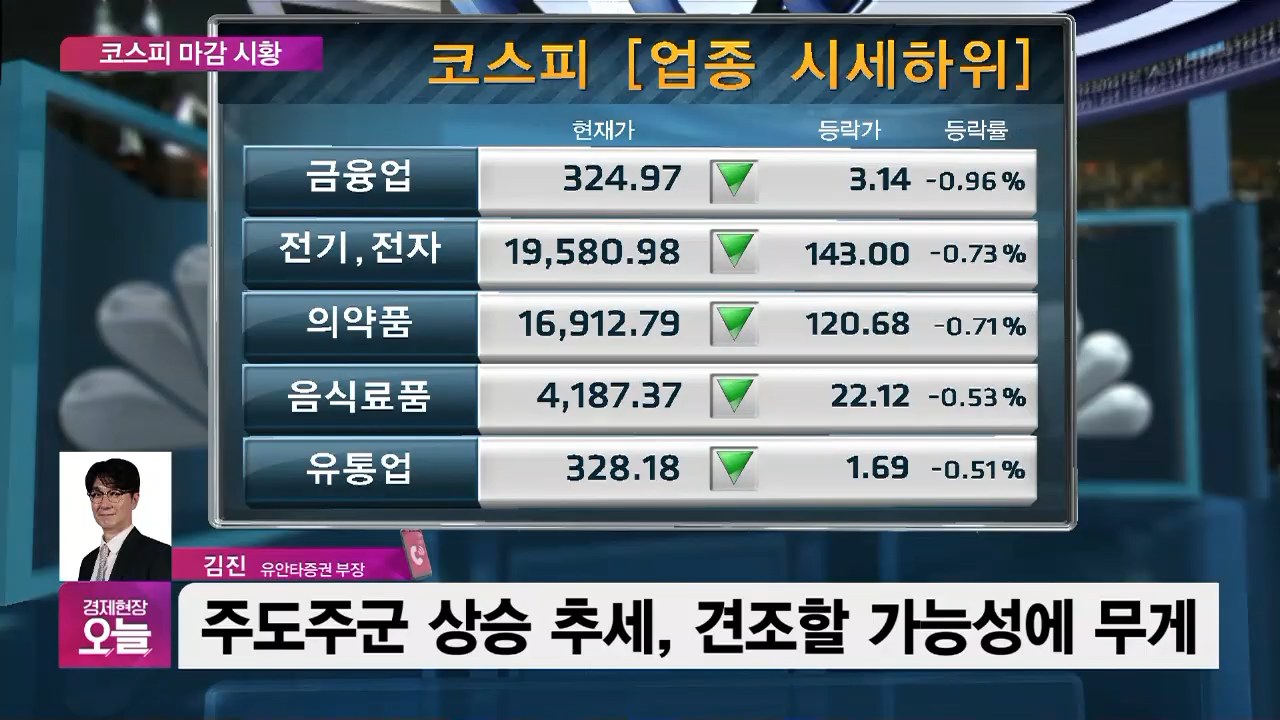 코스피 마감 시황
코스피 [업종 시세하위]
현재가 등락가 등락률
금융업 324.97 3.14 -0.96%
전기,전자 19,580.98 143.00 -0.73%
의약품 16,912.79 120.68 -0.71%
음식료품 4,187.37 22.12 -0.53%
유통업 328.18 1.69 -0.51%
김진 유안타증권 부장
경제현장
오늘
주도주군 상승 추세, 견조할 가능성에 무게